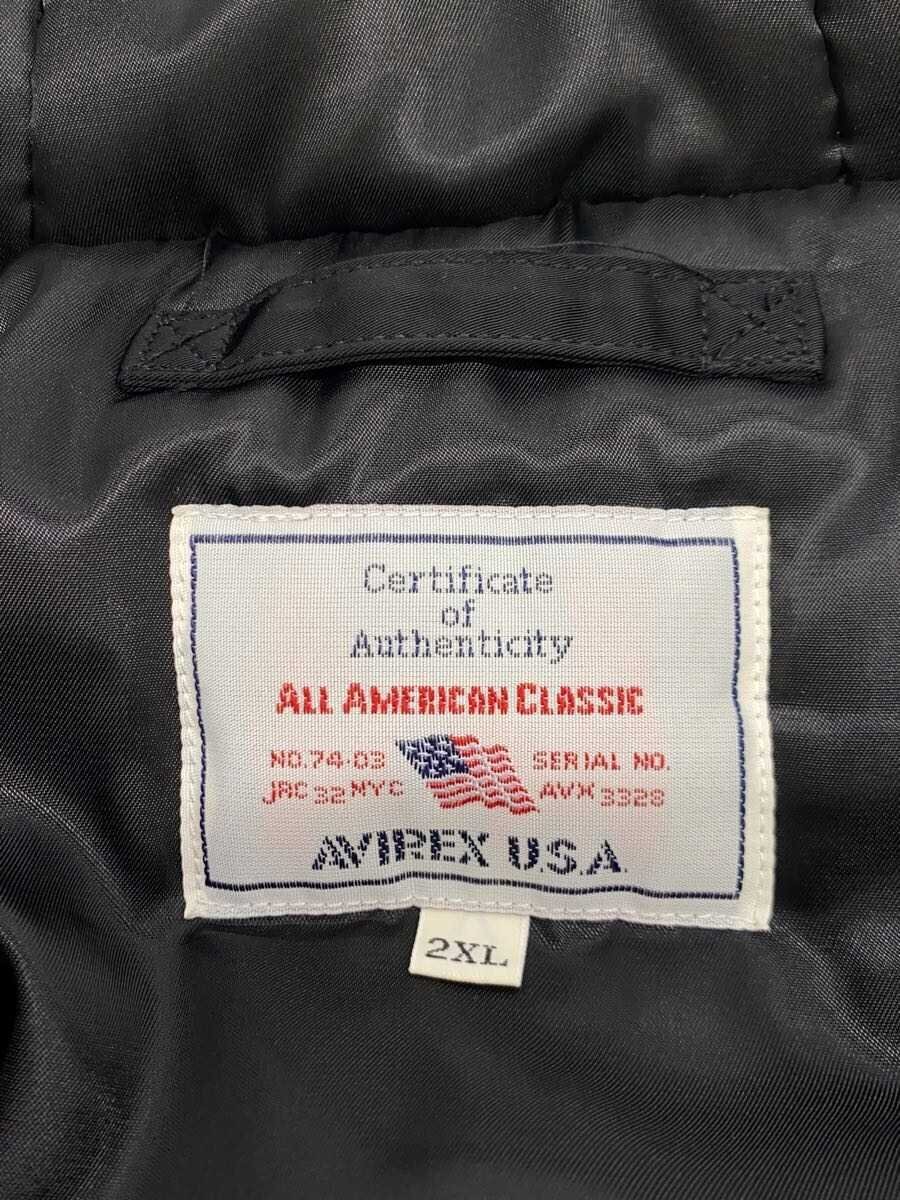 Certificate
of
Authenticity
ALL AMERICAN CLASSIC
NO.74-03 SERIAL NO.
JRC 32 NYC AVX 3328
AVIREX U.S.A.
2XL